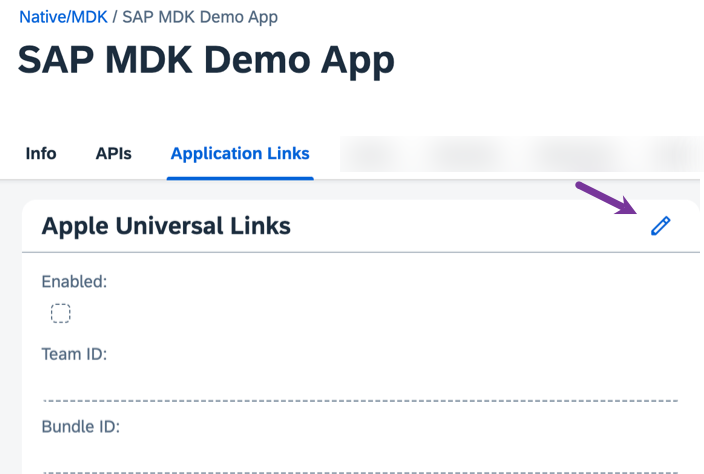 Native/MDK / SAP MDK Demo App
SAP MDK Demo App
Info APIs Application Links
Apple Universal Links
Enabled:
Team ID:
Bundle ID: